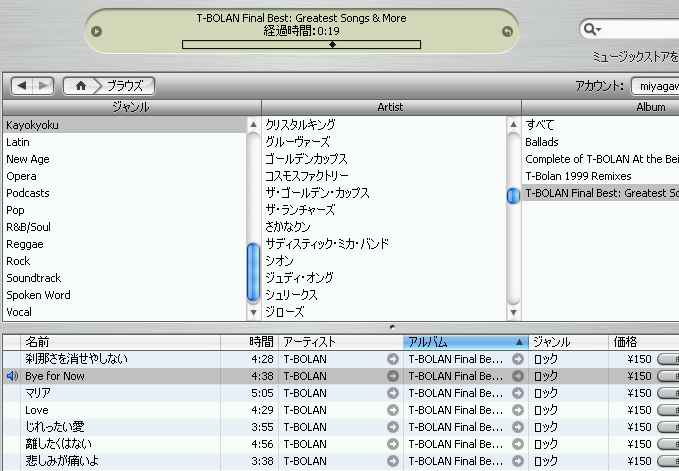 T-BOLAN Final Best: Greatest Songs & More
経過時間:0:19
ミュージックストアを
ブラウズ
アカウント:
miyagaw
ジャンル
Artist
Album
Kayokyoku
Latin
New Age
Opera
Podcasts
Pop
R&B/Soul
Reggae
Rock
Soundtrack
Spoken Word
Vocal
クリスタルキング
グルーヴァーズ
ゴールデンカップス
コスモスファクトリー
ザ・ゴールデン・カップス
ザ・ランチャーズ
さかなクン
サディスティック・ミカ・バンド
シオン
ジュディ・オング
シュリークス
ジローズ
すべて
Ballads
Complete of T-BOLAN At the Bei
T-Bolan 1999 Remixes
T-BOLAN Final Best: Greatest So
名前 時間 アーティスト アルバム ジャンル 価格
刹那さを消せやしない 4:28 T-BOLAN T-BOLAN Final Be... ロック ¥150
Bye for Now 4:38 T-BOLAN T-BOLAN Final Be... ロック ¥150
マリア 5:05 T-BOLAN T-BOLAN Final Be... ロック ¥150
Love 4:29 T-BOLAN T-BOLAN Final Be... ロック ¥150
じれったい愛 3:55 T-BOLAN T-BOLAN Final Be... ロック ¥150
離したくはない 4:56 T-BOLAN T-BOLAN Final Be... ロック ¥150
悲しみが痛いよ 3:38 T-BOLAN T-BOLAN Final Be... ロック ¥150